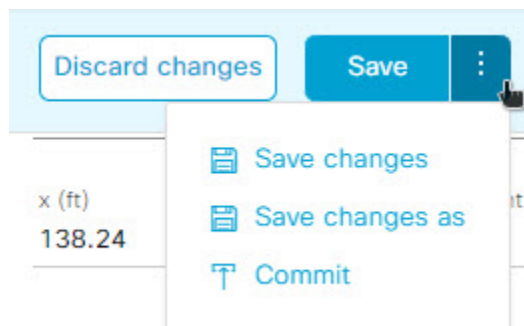 Discard changes
Save
Save changes
x (ft)
Save changes as
138.24
Commit